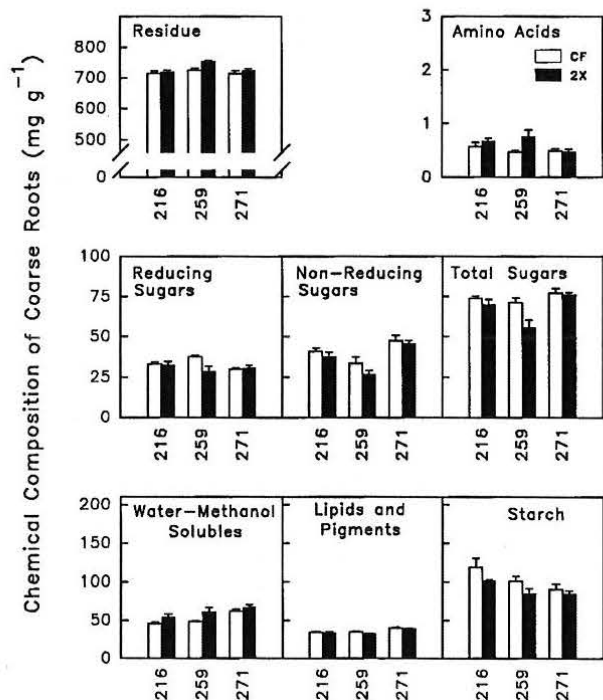 Chemical Composition of Coarse Roots (mg g⁻¹)
Residue
800
700
600
500
0
216
259
271
Amino Acids
CF
2X
3
2
1
0
216
259
271
Reducing
Sugars
100
75
50
25
0
216
259
271
Non-Reducing
Sugars
216
259
271
Total Sugars
216
259
271
Water-Methanol
Solubles
200
150
100
50
0
216
259
271
Lipids and
Pigments
216
259
271
Starch
216
259
271